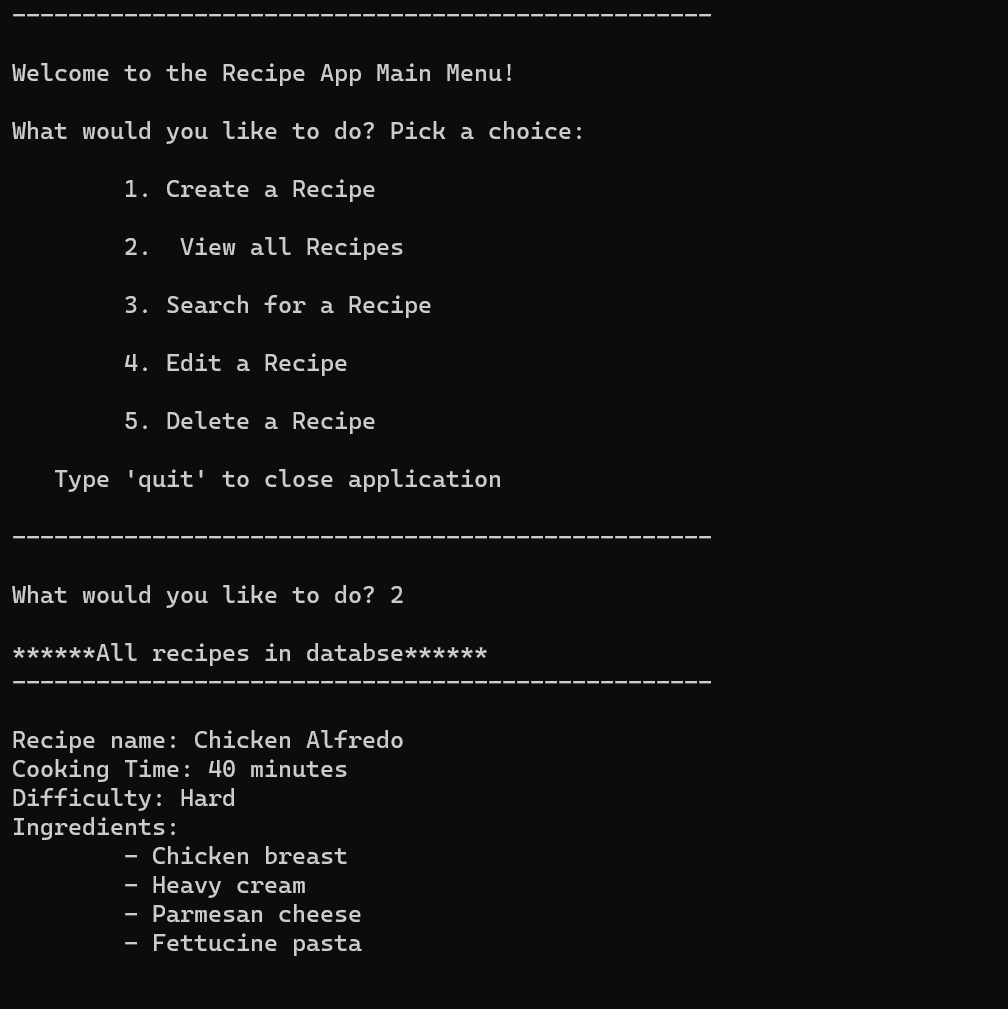 --------------------------------------------------
Welcome to the Recipe App Main Menu!
What would you like to do? Pick a choice:
1. Create a Recipe
2.  View all Recipes
3. Search for a Recipe
4. Edit a Recipe
5. Delete a Recipe
Type 'quit' to close application
--------------------------------------------------
What would you like to do? 2
******All recipes in databse******
--------------------------------------------------
Recipe name: Chicken Alfredo
Cooking Time: 40 minutes
Difficulty: Hard
Ingredients:
- Chicken breast
- Heavy cream
- Parmesan cheese
- Fettucine pasta